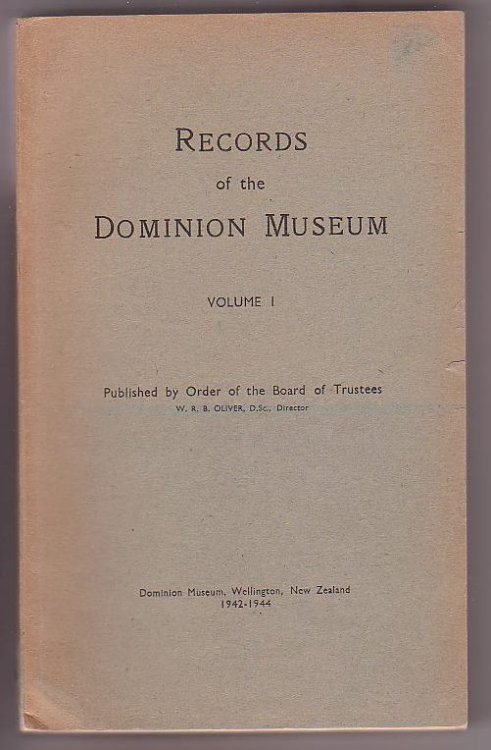 RECORDS
of the
DOMINION MUSEUM
VOLUME I
Published by Order of the Board of Trustees
W. R. B. OLIVER, D.Sc., Director
Dominion Museum, Wellington, New Zealand
1942-1944